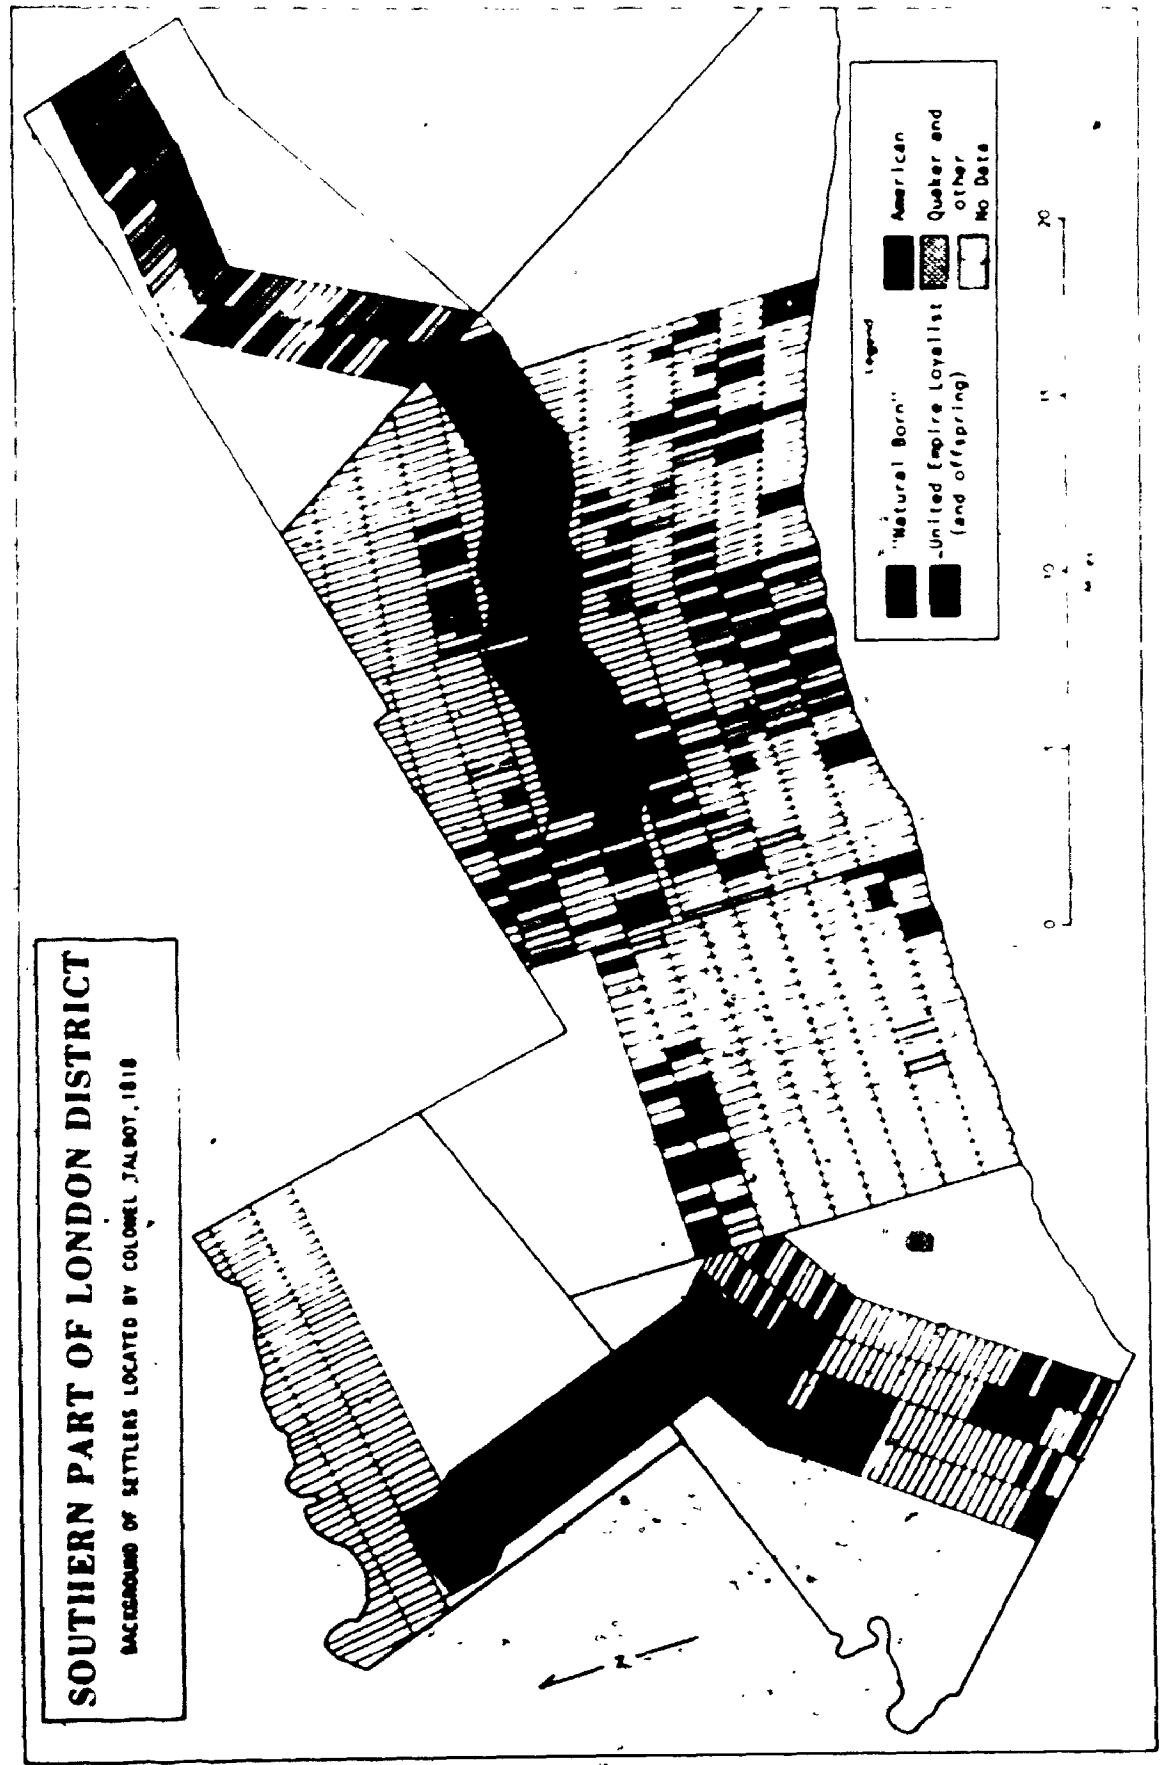 SOUTHERN PART OF LONDON DISTRICT
BACKGROUND OF SETTLERS LOCATED BY COLONEL TALBOT, 1818
Legend
"Natural Born"
United Empire Loyalist
(and offspring)
American
Quaker and
other
No Data
0
10
20
N